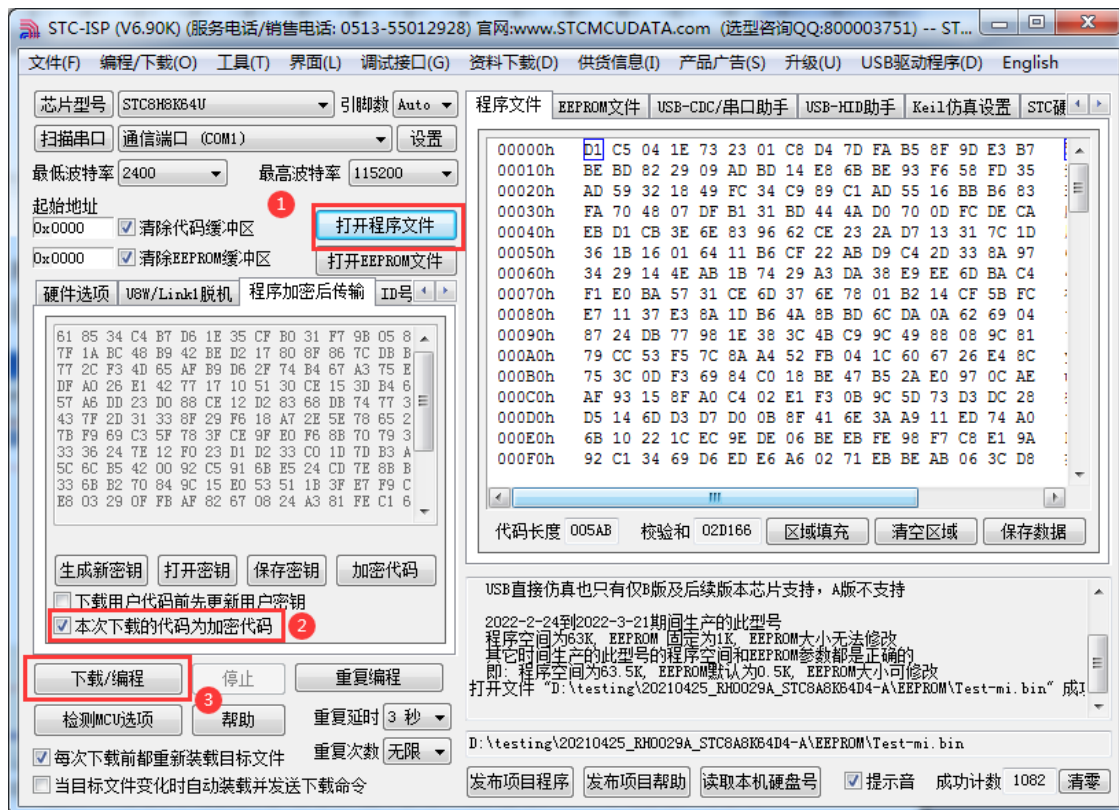 STC-ISP (V6.90K) (服务电话/销售电话: 0513-55012928) 官网:www.STCMCUDATA.com (选型咨询QQ:800003751) -- ST...
文件(F) 编程/下载(O) 工具(T) 界面(L) 调试接口(G) 资料下载(D) 供货信息(I) 产品广告(S) 升级(U) USB驱动程序(D) English
芯片型号 STC8H8K64U 引脚数 Auto
扫描串口 通信端口 (COM1) 设置
最低波特率 2400 最高波特率 115200
起始地址
1
0x0000 清除代码缓冲区 打开程序文件
0x0000 清除EEPROM缓冲区 打开EEPROM文件
硬件选项 U8W/Link1脱机 程序加密后传输 ID号
61 85 34 C4 B7 D6 1E 35 CF B0 31 F7 9B 05 8
7F 1A BC 48 B9 42 BE D2 17 80 8F 86 7C DB B
77 2C F3 4D 65 AF B9 D6 2F 74 B4 67 A3 75 E
DF A0 26 E1 42 77 17 10 51 30 CE 15 3D B4 6
57 A6 DD 23 D0 88 CE 12 D2 83 68 DB 74 77 3
43 7F 2D 31 33 8F 29 F6 18 A7 2E 5E 78 65 2
7B F9 69 C3 5F 78 3F CE 9F E0 F6 8B 70 79 3
33 36 24 7E 12 F0 23 D1 D2 33 C0 1D 7D B3 A
5C 6C B5 42 00 92 C5 91 6B E5 24 CD 7E 8B B
33 6B B2 70 84 9C 15 E0 53 51 1B 3F E7 F9 C
E8 03 29 0F FB AF 82 67 08 24 A3 81 FE C1 6
生成新密钥 打开密钥 保存密钥 加密代码
下载用户代码前先更新用户密钥
本次下载的代码为加密代码 2
下载/编程 停止 重复编程
3
检测MCU选项 帮助 重复延时 3 秒
每次下载前都重新装载目标文件 重复次数 无限
当目标文件变化时自动装载并发送下载命令
程序文件 EEPROM文件 USB-CDC/串口助手 USB-HID助手 Keil仿真设置 STC硬
00000h D1 C5 04 1E 73 23 01 C8 D4 7D FA B5 8F 9D E3 B7
00010h BE BD 82 29 09 AD BD 14 E8 6B BE 93 F6 58 FD 35
00020h AD 59 32 18 49 FC 34 C9 89 C1 AD 55 16 BB B6 83
00030h FA 70 48 07 DF B1 31 BD 44 4A D0 70 0D FC DE CA
00040h EB D1 CB 3E 6E 83 96 62 CE 23 2A D7 13 31 7C 1D
00050h 36 1B 16 01 64 11 B6 CF 22 AB D9 C4 2D 33 8A 97
00060h 34 29 14 4E AB 1B 74 29 A3 DA 38 E9 EE 6D BA C4
00070h F1 E0 BA 57 31 CE 6D 37 6E 78 01 B2 14 CF 5B FC
00080h E7 11 37 E3 8A 1D B6 4A 8B BD 6C DA 0A 62 69 04
00090h 87 24 DB 77 98 1E 38 3C 4B C9 9C 49 88 08 9C 81
000A0h 79 CC 53 F5 7C 8A A4 52 FB 04 1C 60 67 26 E4 8C
000B0h 75 3C 0D F3 69 84 C0 18 BE 47 B5 2A E0 97 0C AE
000C0h AF 93 15 8F A0 C4 02 E1 F3 0B 9C 5D 73 D3 DC 28
000D0h D5 14 6D D3 D7 D0 0B 8F 41 6E 3A A9 11 ED 74 A0
000E0h 6B 10 22 1C EC 9E DE 06 BE EB FE 98 F7 C8 E1 9A
000F0h 92 C1 34 69 D6 ED E6 A6 02 71 EB BE AB 06 3C D8
代码长度 005AB 校验和 02D166 区域填充 清空区域 保存数据
USB直接仿真也只有仅B版及后续版本芯片支持，A版不支持
2022-2-24到2022-3-21期间生产的此型号
程序空间为63K, EEPROM 固定为1K, EEPROM大小无法修改
其它时间生产的此型号的程序空间和EEPROM参数都是正确的
即: 程序空间为63.5K, EEPROM默认为0.5K, EEPROM大小可修改
打开文件 "D:\testing\20210425_RH0029A_STC8A8K64D4-A\EEPROM\Test-mi.bin" 成功
D:\testing\20210425_RH0029A_STC8A8K64D4-A\EEPROM\Test-mi.bin
发布项目程序 发布项目帮助 读取本机硬盘号 提示音 成功计数 1082 清零